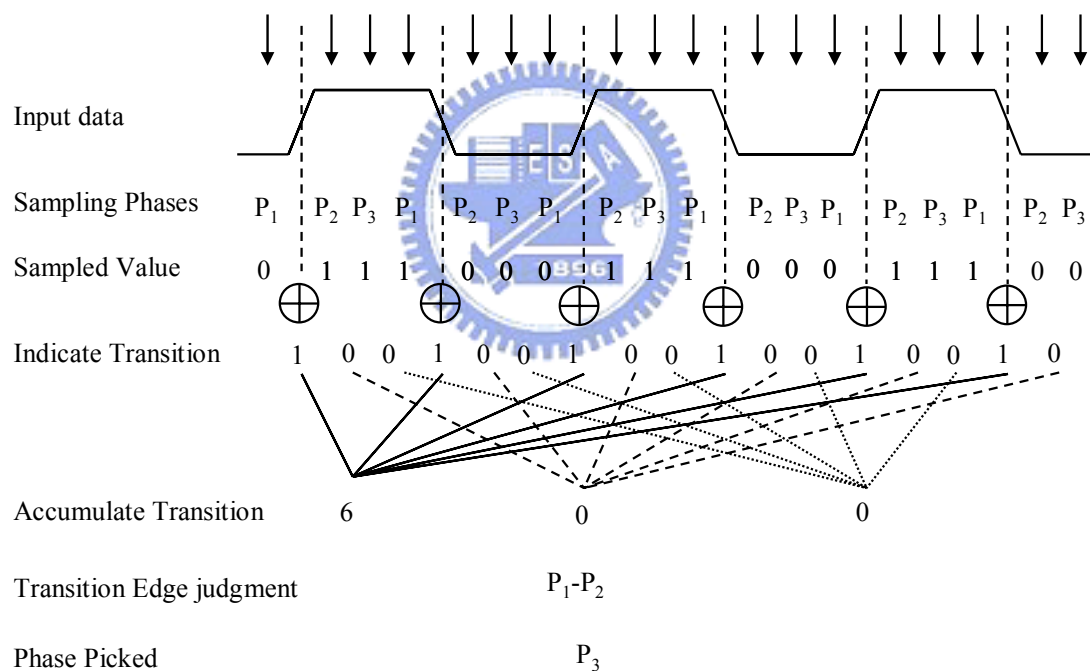 Input data
Sampling Phases P₁ P₂ P₃ P₁ P₂ P₃ P₁ P₂ P₃ P₁ P₂ P₃ P₁ P₂ P₃ P₁ P₂ P₃
Sampled Value 0 1 1 1 0 0 0 1 1 1 0 0 0 1 1 1 0 0
Indicate Transition 1 0 0 1 0 0 1 0 0 1 0 0 1 0 0 1 0
Accumulate Transition 6 0 0
Transition Edge judgment P₁-P₂
Phase Picked P₃
E S A
1896